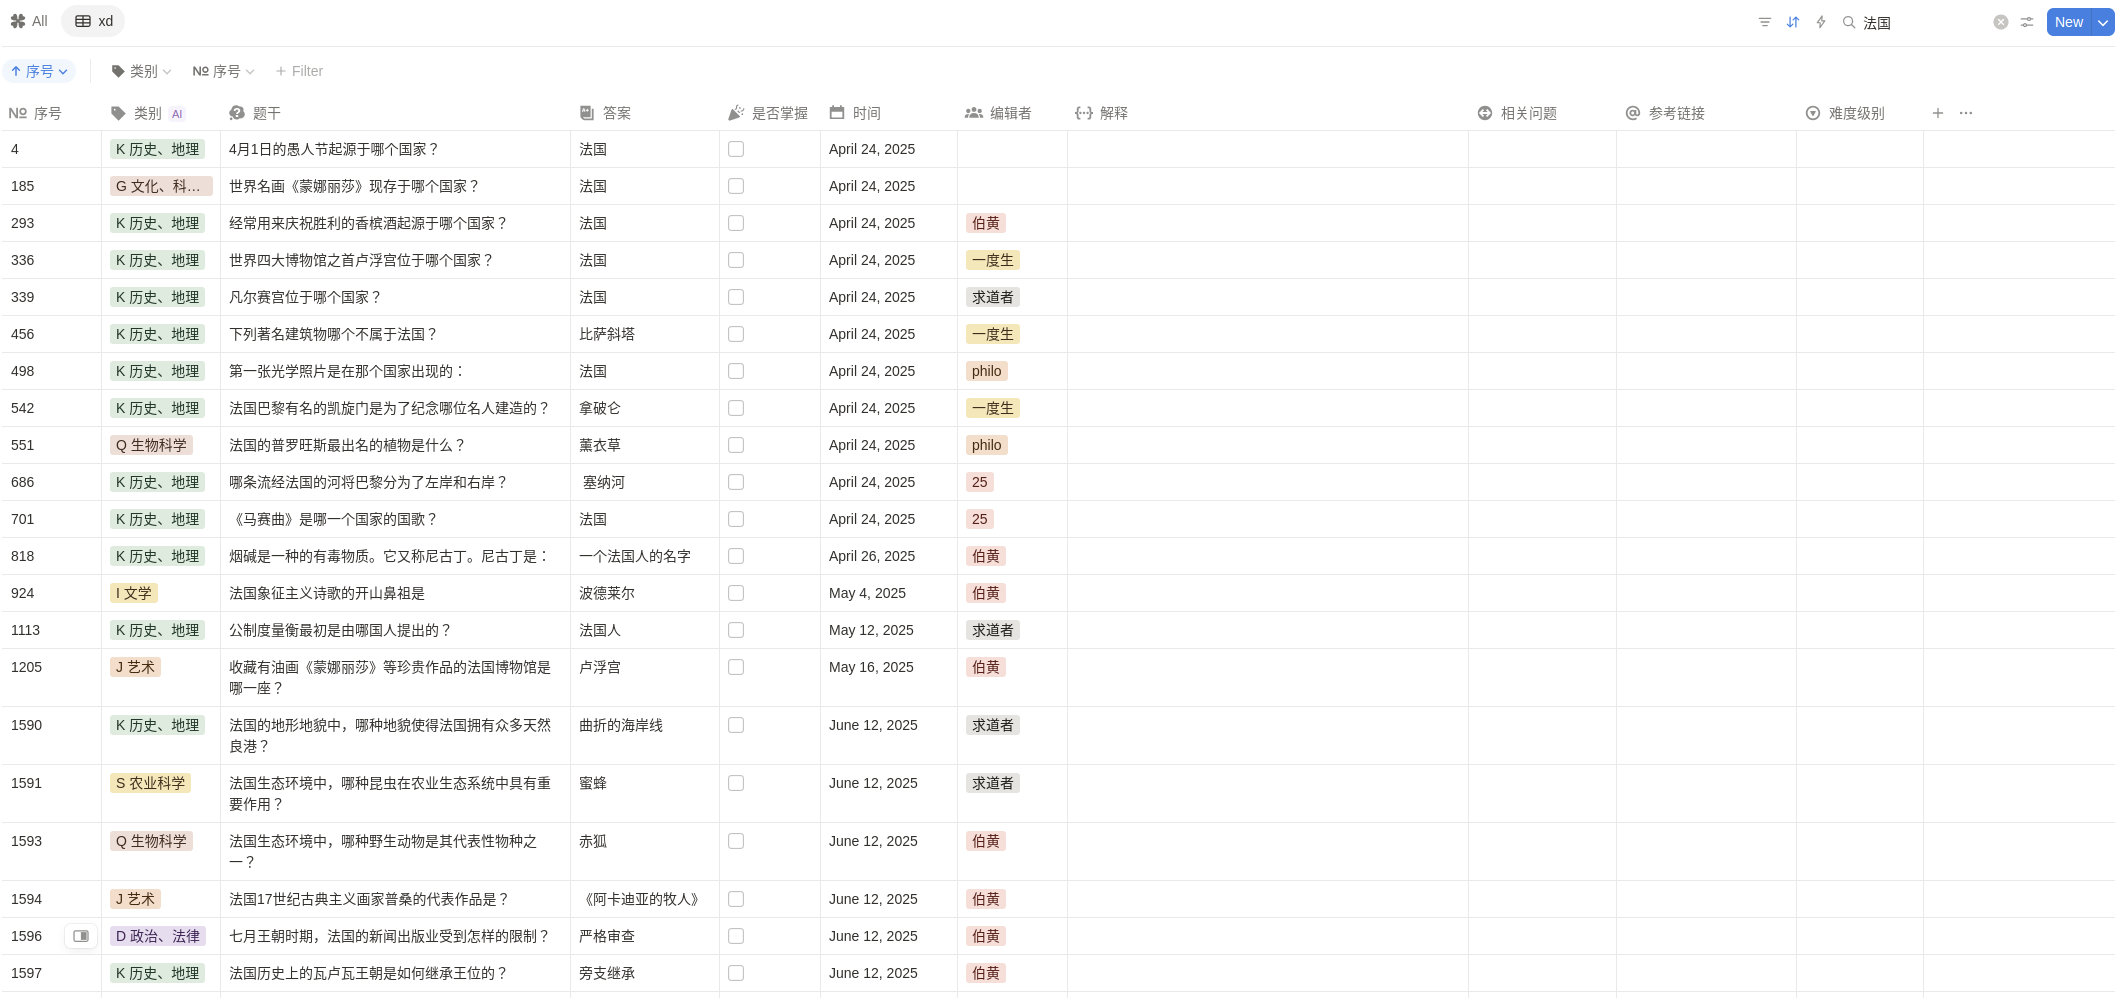 All xd 法国 New
序号 类别 序号 Filter
序号 类别 AI 题干 答案 是否掌握 时间 编辑者 解释 相关问题 参考链接 难度级别
4 K 历史、地理 4月1日的愚人节起源于哪个国家？ 法国 April 24, 2025
185 G 文化、科… 世界名画《蒙娜丽莎》现存于哪个国家？ 法国 April 24, 2025
293 K 历史、地理 经常用来庆祝胜利的香槟酒起源于哪个国家？ 法国 April 24, 2025 伯黄
336 K 历史、地理 世界四大博物馆之首卢浮宫位于哪个国家？ 法国 April 24, 2025 一度生
339 K 历史、地理 凡尔赛宫位于哪个国家？ 法国 April 24, 2025 求道者
456 K 历史、地理 下列著名建筑物哪个不属于法国？ 比萨斜塔 April 24, 2025 一度生
498 K 历史、地理 第一张光学照片是在那个国家出现的： 法国 April 24, 2025 philo
542 K 历史、地理 法国巴黎有名的凯旋门是为了纪念哪位名人建造的？ 拿破仑 April 24, 2025 一度生
551 Q 生物科学 法国的普罗旺斯最出名的植物是什么？ 薰衣草 April 24, 2025 philo
686 K 历史、地理 哪条流经法国的河将巴黎分为了左岸和右岸？ 塞纳河 April 24, 2025 25
701 K 历史、地理 《马赛曲》是哪一个国家的国歌？ 法国 April 24, 2025 25
818 K 历史、地理 烟碱是一种的有毒物质。它又称尼古丁。尼古丁是： 一个法国人的名字 April 26, 2025 伯黄
924 I 文学 法国象征主义诗歌的开山鼻祖是 波德莱尔 May 4, 2025 伯黄
1113 K 历史、地理 公制度量衡最初是由哪国人提出的？ 法国人 May 12, 2025 求道者
1205 J 艺术 收藏有油画《蒙娜丽莎》等珍贵作品的法国博物馆是 卢浮宫 May 16, 2025 伯黄
哪一座？
1590 K 历史、地理 法国的地形地貌中，哪种地貌使得法国拥有众多天然 曲折的海岸线 June 12, 2025 求道者
良港？
1591 S 农业科学 法国生态环境中，哪种昆虫在农业生态系统中具有重 蜜蜂 June 12, 2025 求道者
要作用？
1593 Q 生物科学 法国生态环境中，哪种野生动物是其代表性物种之 赤狐 June 12, 2025 伯黄
一？
1594 J 艺术 法国17世纪古典主义画家普桑的代表作品是？ 《阿卡迪亚的牧人》 June 12, 2025 伯黄
1596 D 政治、法律 七月王朝时期，法国的新闻出版业受到怎样的限制？ 严格审查 June 12, 2025 伯黄
1597 K 历史、地理 法国历史上的瓦卢瓦王朝是如何继承王位的？ 旁支继承 June 12, 2025 伯黄